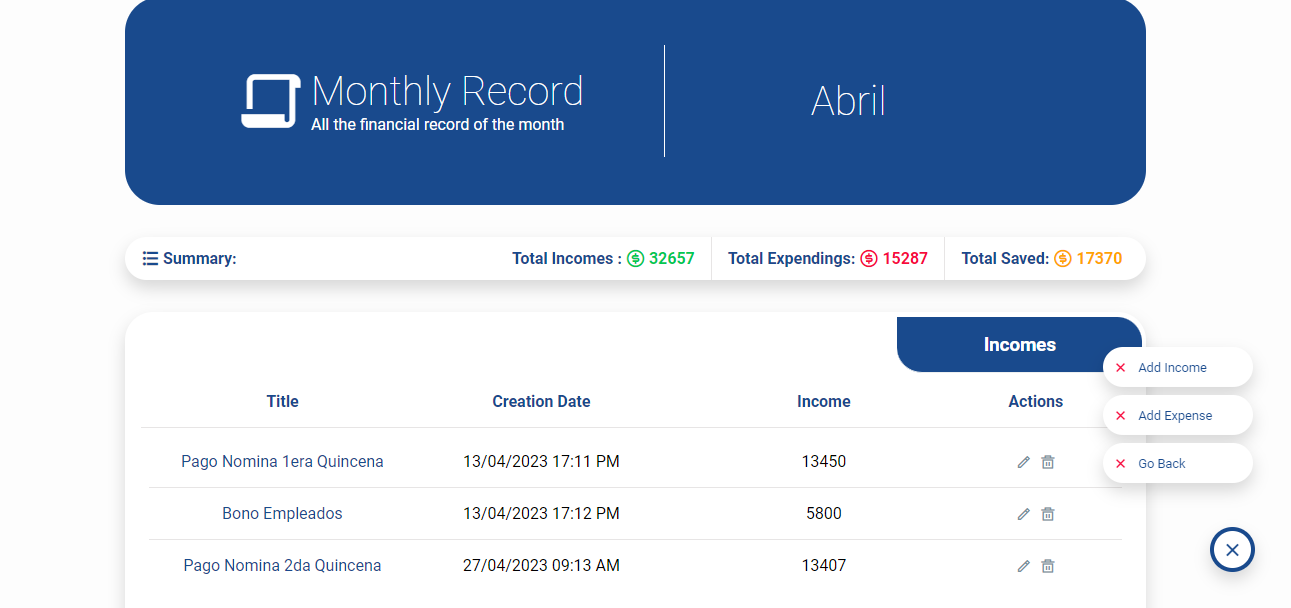 Monthly Record
All the financial record of the month
Abril
Summary:
Total Incomes : 32657
Total Expendings: 15287
Total Saved: 17370
Incomes
Add Income
Add Expense
Go Back
Title Creation Date Income Actions
Pago Nomina 1era Quincena 13/04/2023 17:11 PM 13450
Bono Empleados 13/04/2023 17:12 PM 5800
Pago Nomina 2da Quincena 27/04/2023 09:13 AM 13407